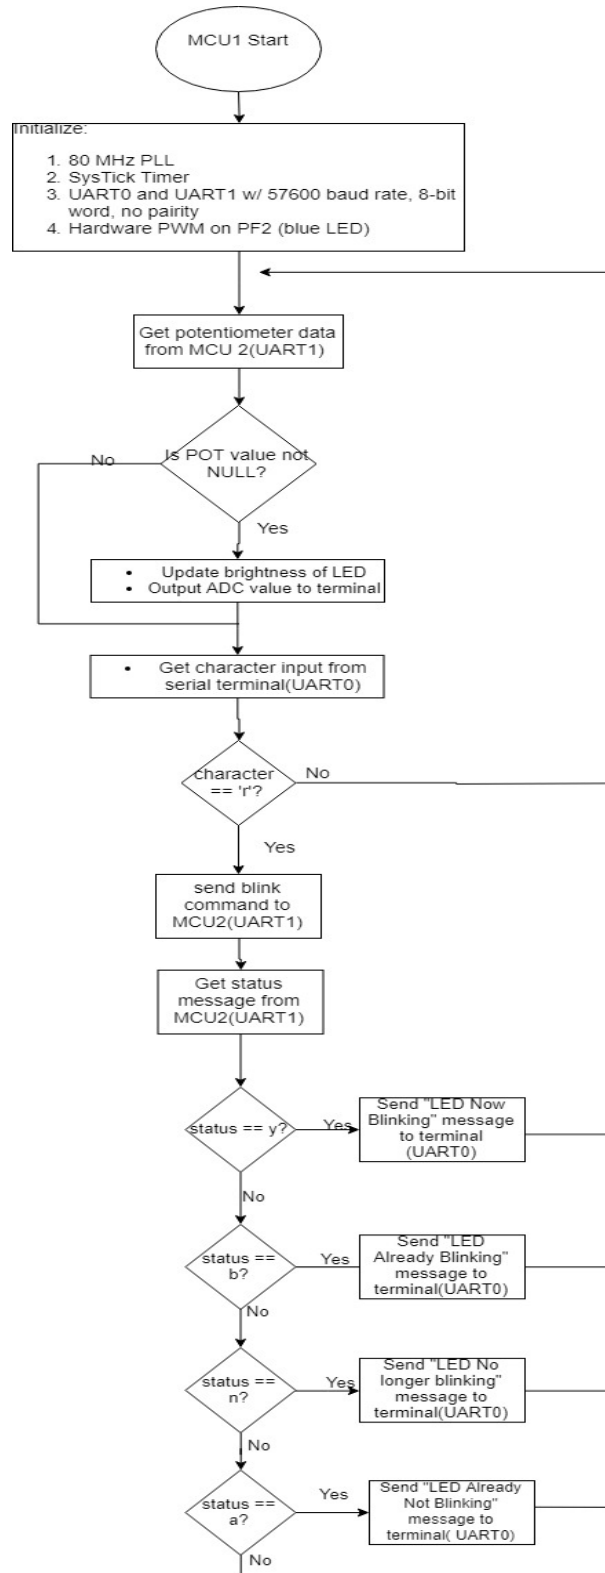 MCU1 Start
Initialize:
1. 80 MHz PLL
2. SysTick Timer
3. UART0 and UART1 w/ 57600 baud rate, 8-bit
word, no pairity
4. Hardware PWM on PF2 (blue LED)
Get potentiometer data
from MCU 2(UART1)
No
Is POT value not
NULL?
Yes
• Update brightness of LED
• Output ADC value to terminal
• Get character input from
serial terminal(UART0)
character
== 'r'?
No
Yes
send blink
command to
MCU2(UART1)
Get status
message from
MCU2(UART1)
status == y?
Yes
Send "LED Now
Blinking" message
to terminal
(UART0)
No
status ==
b?
Yes
Send "LED
Already Blinking"
message to
terminal(UART0)
No
status ==
n?
Yes
Send "LED No
longer blinking"
message to
terminal(UART0)
No
status ==
a?
Yes
Send "LED Already
Not Blinking"
message to
terminal( UART0)
No